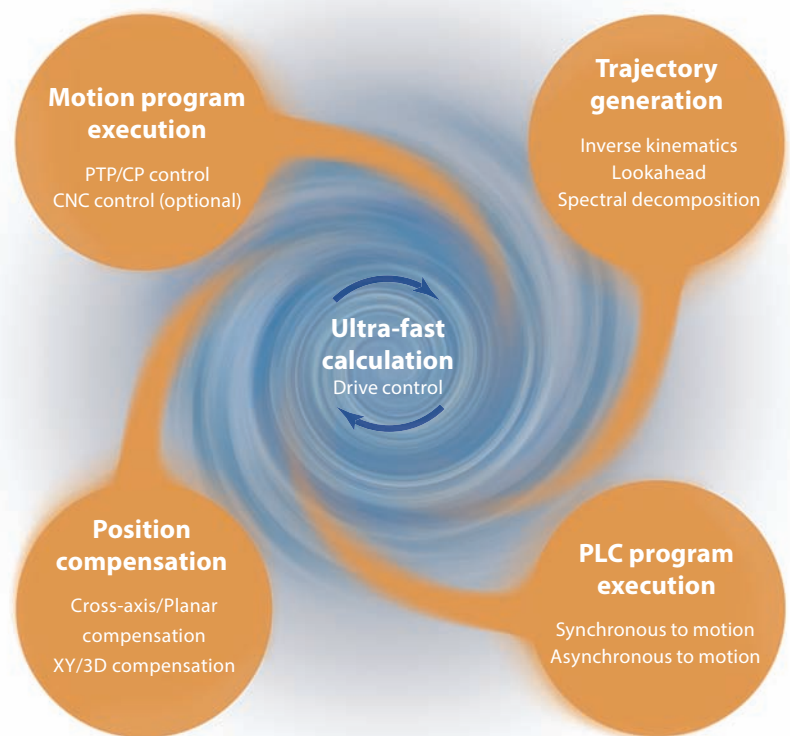 Motion program
execution
PTP/CP control
CNC control (optional)
Trajectory
generation
Inverse kinematics
Lookahead
Spectral decomposition
Ultra-fast
calculation
Drive control
Position
compensation
Cross-axis/Planar
compensation
XY/3D compensation
PLC program
execution
Synchronous to motion
Asynchronous to motion